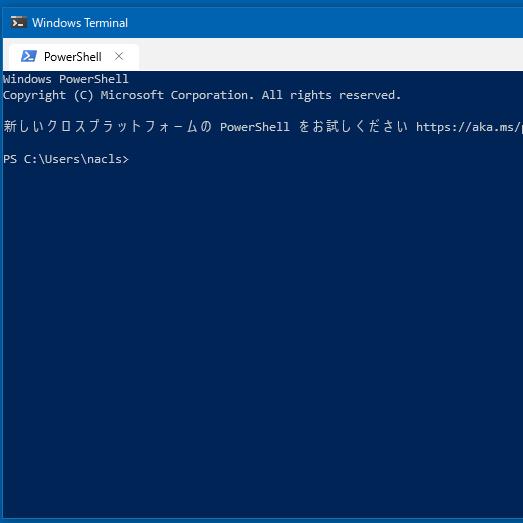 Windows Terminal
PowerShell
Windows PowerShell
Copyright (C) Microsoft Corporation. All rights reserved.
新しいクロスプラットフォームの PowerShell をお試しください https://aka.ms/
PS C:\Users\nacls>